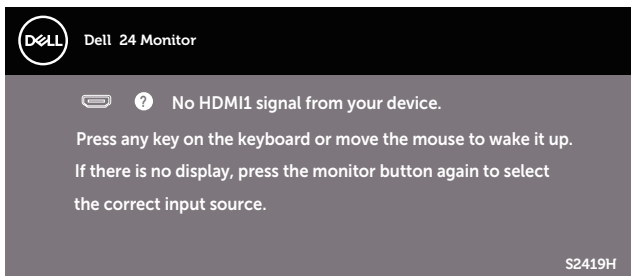 DELL Dell 24 Monitor
? No HDMI1 signal from your device.
Press any key on the keyboard or move the mouse to wake it up.
If there is no display, press the monitor button again to select
the correct input source.
S2419H